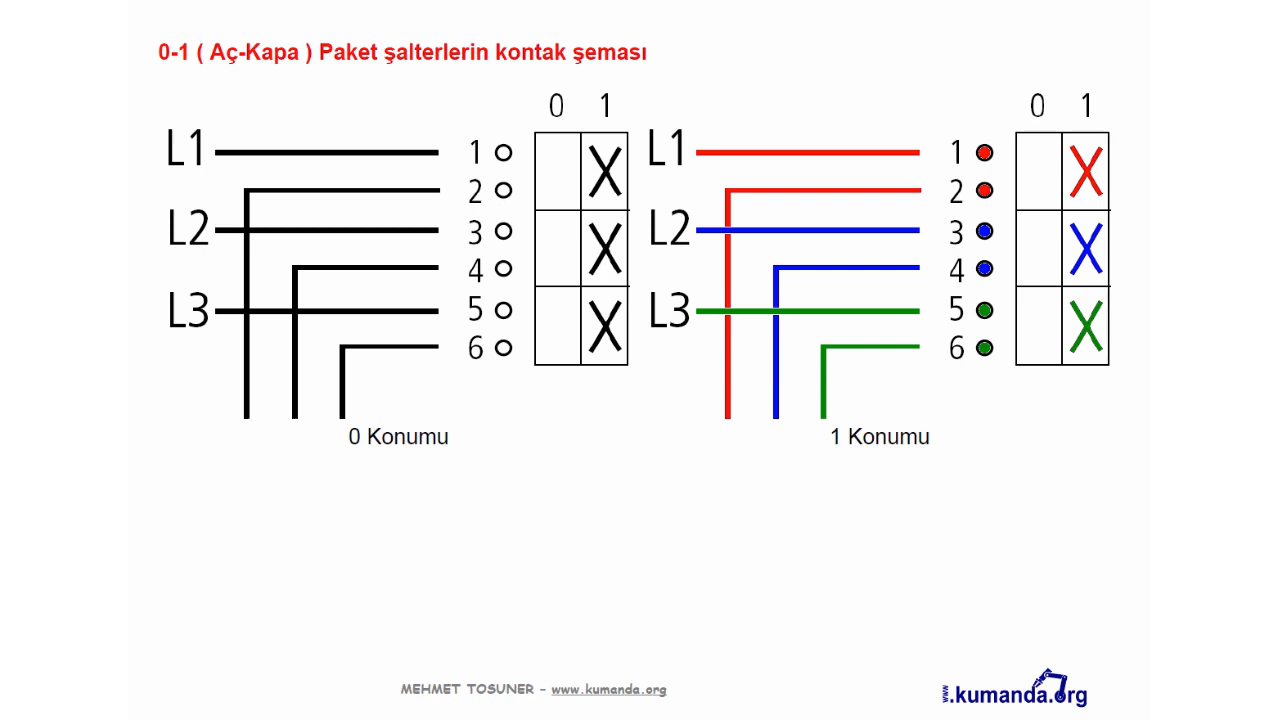 0-1 ( Aç-Kapa ) Paket şalterlerin kontak şeması
0 1
L1 1 X
2
L2 3 X
4
L3 5 X
6
0 Konumu
0 1
L1 1 X
2
L2 3 X
4
L3 5 X
6
1 Konumu
MEHMET TOSUNER - www.kumanda.org
www.kumanda.org